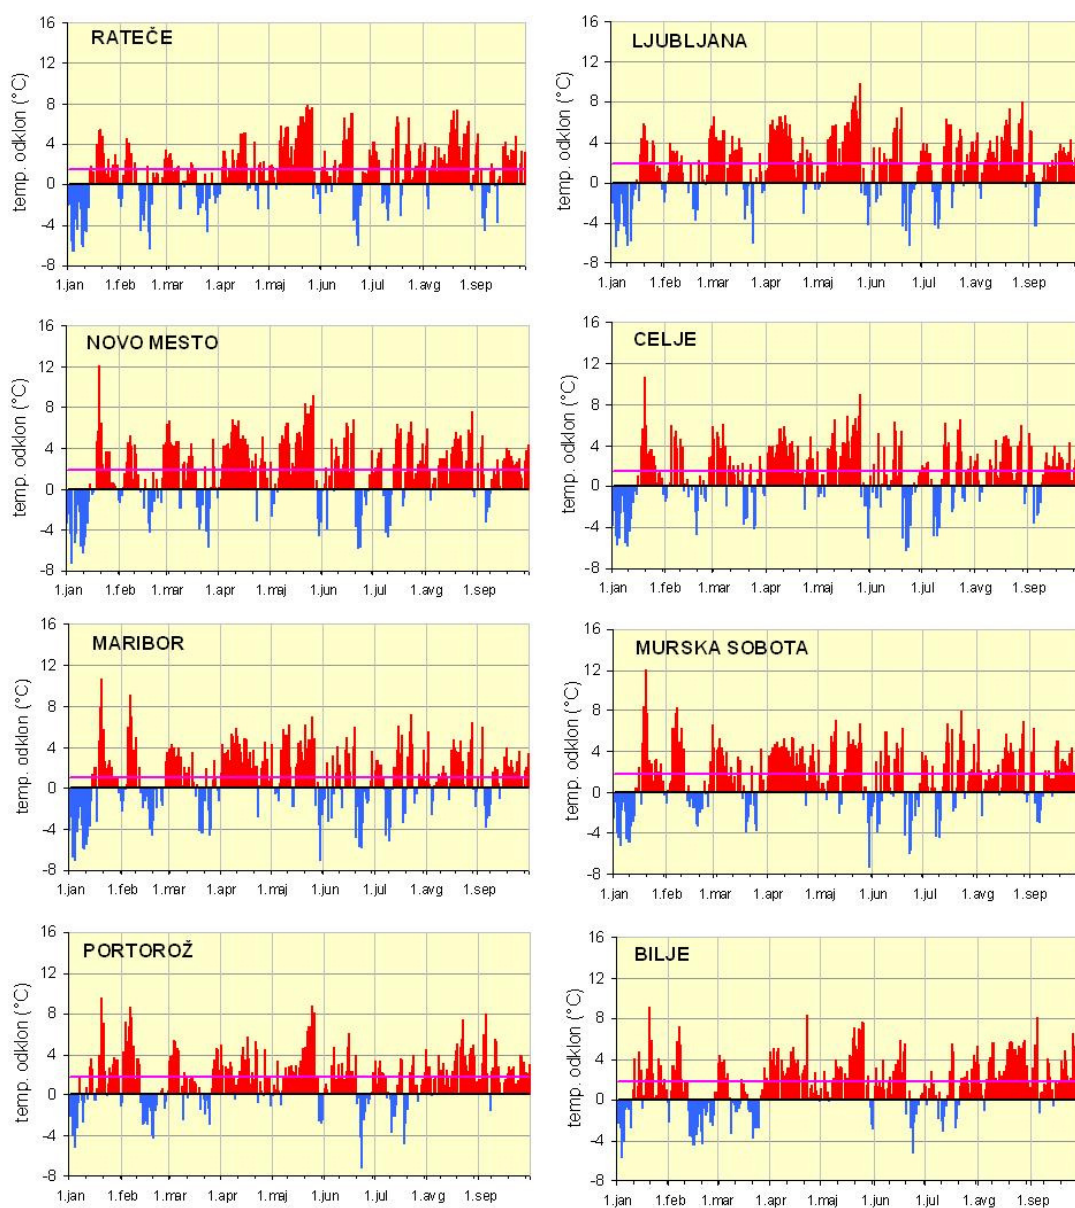 RATEČE
temp. odklon (°C)
16
12
8
4
0
-4
-8
1.jan 1.feb 1.mar 1.apr 1.maj 1.jun 1.jul 1.avg 1.sep
LJUBLJANA
temp. odklon (°C)
16
12
8
4
0
-4
-8
1.jan 1.feb 1.mar 1.apr 1.maj 1.jun 1.jul 1.avg 1.sep
NOVO MESTO
temp. odklon (°C)
16
12
8
4
0
-4
-8
1.jan 1.feb 1.mar 1.apr 1.maj 1.jun 1.jul 1.avg 1.sep
CELJE
temp. odklon (°C)
16
12
8
4
0
-4
-8
1.jan 1.feb 1.mar 1.apr 1.maj 1.jun 1.jul 1.avg 1.sep
MARIBOR
temp. odklon (°C)
16
12
8
4
0
-4
-8
1.jan 1.feb 1.mar 1.apr 1.maj 1.jun 1.jul 1.avg 1.sep
MURSKA SOBOTA
temp. odklon (°C)
16
12
8
4
0
-4
-8
1.jan 1.feb 1.mar 1.apr 1.maj 1.jun 1.jul 1.avg 1.sep
PORTOROŽ
temp. odklon (°C)
16
12
8
4
0
-4
-8
1.jan 1.feb 1.mar 1.apr 1.maj 1.jun 1.jul 1.avg 1.sep
BILJE
temp. odklon (°C)
16
12
8
4
0
-4
-8
1.jan 1.feb 1.mar 1.apr 1.maj 1.jun 1.jul 1.avg 1.sep